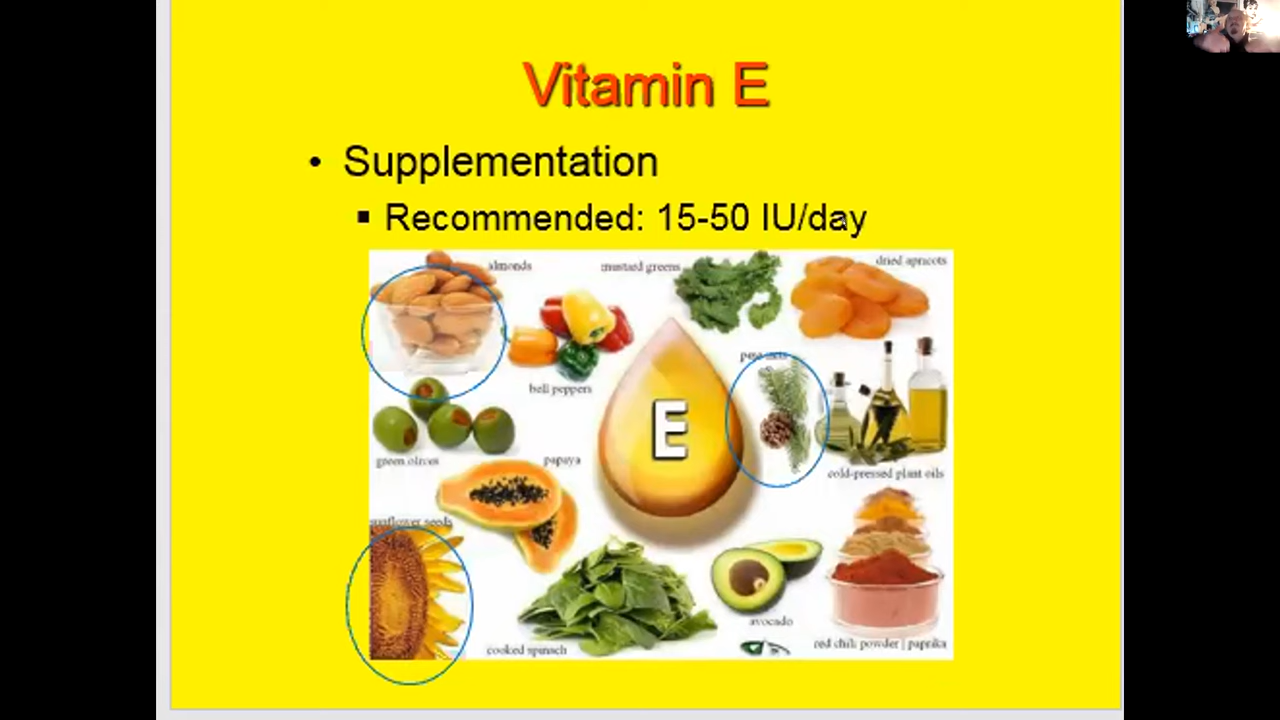 Vitamin E
• Supplementation
▪ Recommended: 15-50 IU/day
almonds
mustard greens
dried apricots
bell peppers
pine nuts
green olives
papaya
cold-pressed plant oils
sunflower seeds
E
avocado
cooked spinach
red chili powder | paprika